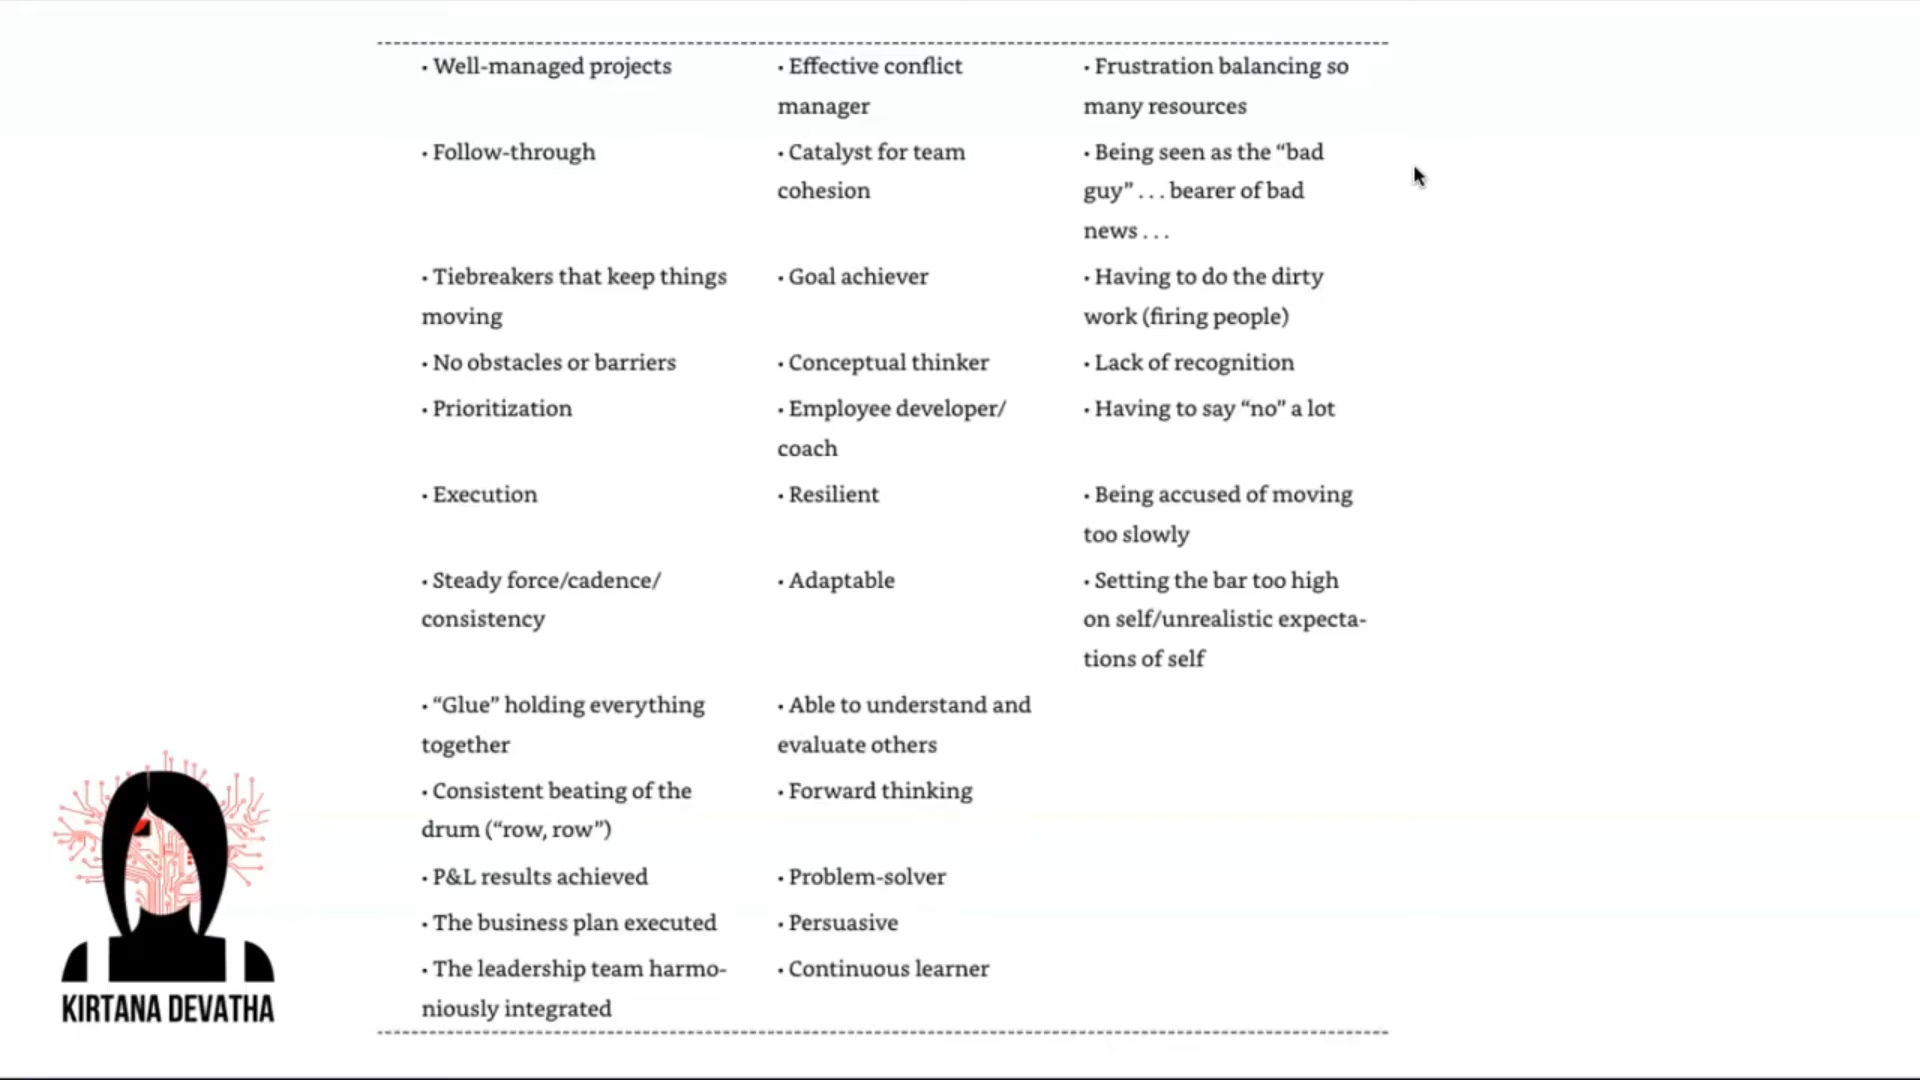 • Well-managed projects
• Effective conflict
manager
• Frustration balancing so
many resources
• Follow-through
• Catalyst for team
cohesion
• Being seen as the “bad
guy” . . . bearer of bad
news . . .
• Tiebreakers that keep things
moving
• Goal achiever
• Having to do the dirty
work (firing people)
• No obstacles or barriers
• Conceptual thinker
• Lack of recognition
• Prioritization
• Employee developer/
coach
• Having to say “no” a lot
• Execution
• Resilient
• Being accused of moving
too slowly
• Steady force/cadence/
consistency
• Adaptable
• Setting the bar too high
on self/unrealistic expecta-
tions of self
• “Glue” holding everything
together
• Able to understand and
evaluate others
• Consistent beating of the
drum (“row, row”)
• Forward thinking
• P&L results achieved
• Problem-solver
• The business plan executed
• Persuasive
• The leadership team harmo-
niously integrated
• Continuous learner
KIRTANA DEVATHA